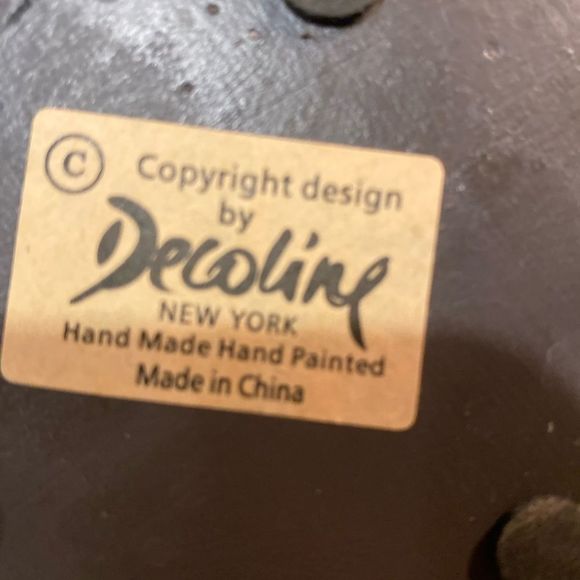 © Copyright design
by
Decoline
NEW YORK
Hand Made Hand Painted
Made in China